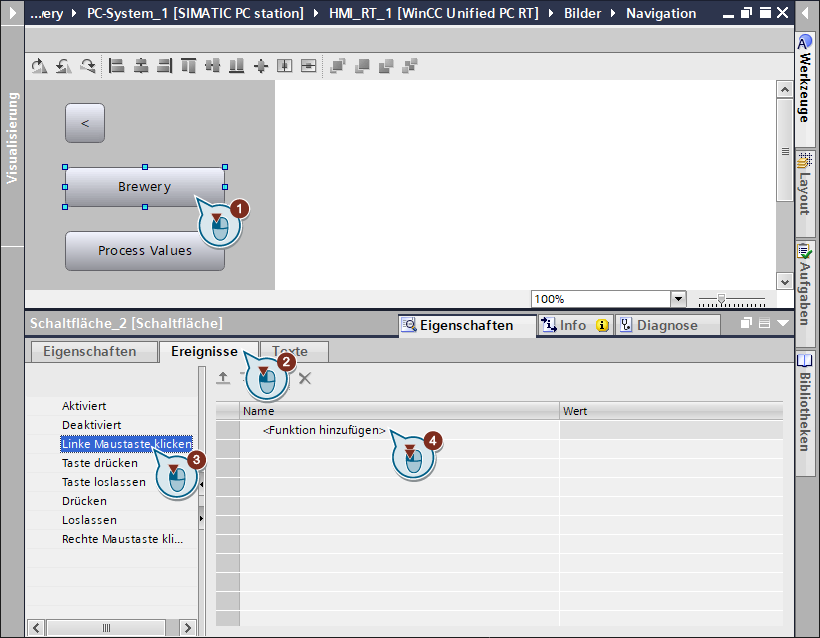 ...ery PC-System_1 [SIMATIC PC station] HMI_RT_1 [WinCC Unified PC RT] Bilder Navigation
Visualisierung
<
Brewery
1
Process Values
100%
Schaltfläche_2 [Schaltfläche]
Eigenschaften
Info
Diagnose
Eigenschaften
Ereignisse
Texte
2
Name
Wert
Aktiviert
<Funktion hinzufügen>
Deaktiviert
4
Linke Maustaste klicken
3
Taste drücken
Taste loslassen
Drücken
Loslassen
Rechte Maustaste kli...
Werkzeuge
Layout
Aufgaben
Bibliotheken